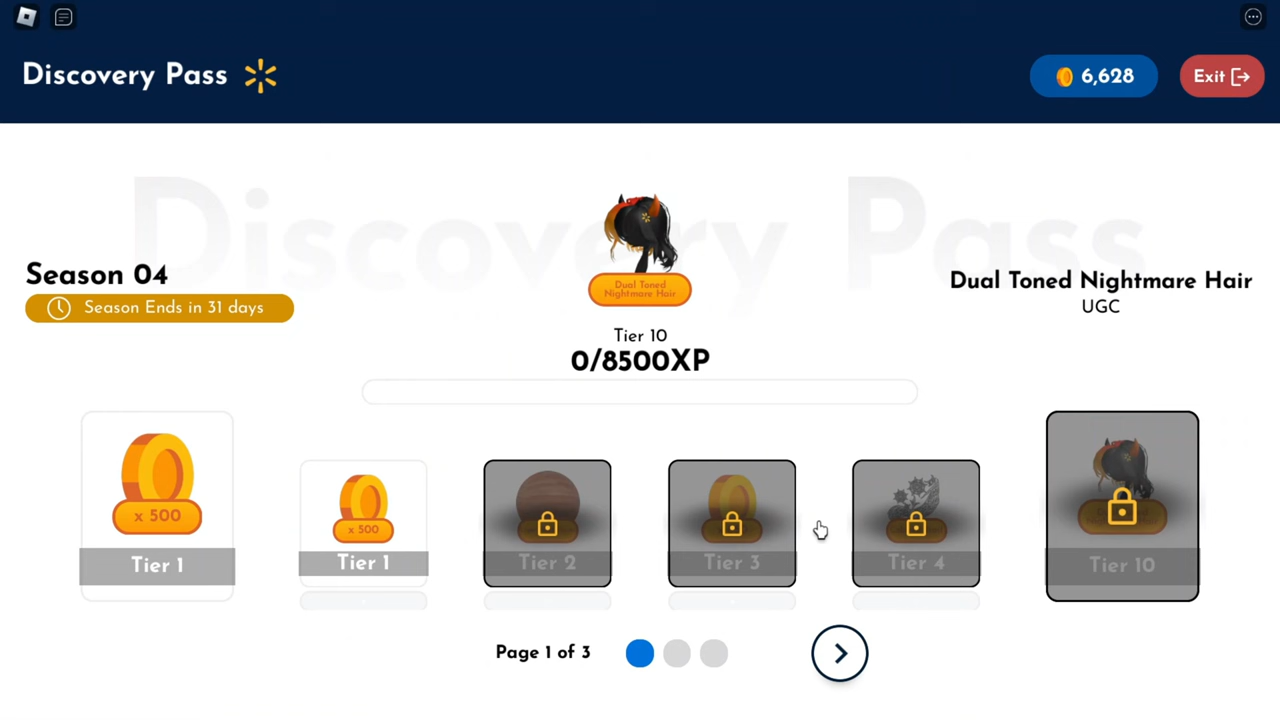 Discovery Pass
6,628
Exit
Discovery Pass
Season 04
Season Ends in 31 days
Dual Toned
Nightmare Hair
Dual Toned Nightmare Hair
UGC
Tier 10
0/8500XP
x 500
Tier 1
x 500
Tier 1
Tier 2
Tier 3
Tier 4
Tier 10
Page 1 of 3